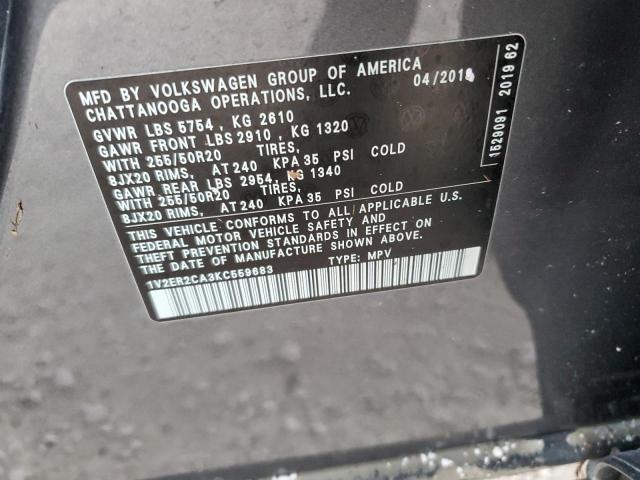 MFD BY VOLKSWAGEN GROUP OF AMERICA
CHATTANOOGA OPERATIONS, LLC. 04/2019
GVWR LBS 5754 , KG 2610
GAWR FRONT LBS 2910 , KG 1320
WITH 255/50R20 TIRES,
8JX20 RIMS, AT 240 KPA 35 PSI COLD
GAWR REAR LBS 2954, KG 1340
WITH 255/50R20 TIRES,
8JX20 RIMS, AT 240 KPA 35 PSI COLD
THIS VEHICLE CONFORMS TO ALL APPLICABLE U.S.
FEDERAL MOTOR VEHICLE SAFETY AND
THEFT PREVENTION STANDARDS IN EFFECT ON
THE DATE OF MANUFACTURE SHOWN ABOVE.
1V2ER2CA3KC559683 TYPE: MPV
1529091 2019 62